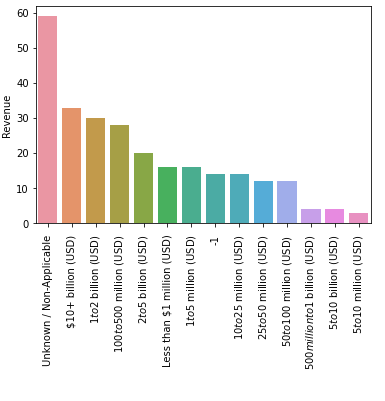 60
50
40
30
20
10
0
Revenue
Unknown / Non-Applicable
$10+ billion (USD)
1to2 billion (USD)
100to500 million (USD)
2to5 billion (USD)
Less than $1 million (USD)
1to5 million (USD)
-1
10to25 million (USD)
25to50 million (USD)
50to100 million (USD)
500millionto1 billion (USD)
5to10 billion (USD)
5to10 million (USD)